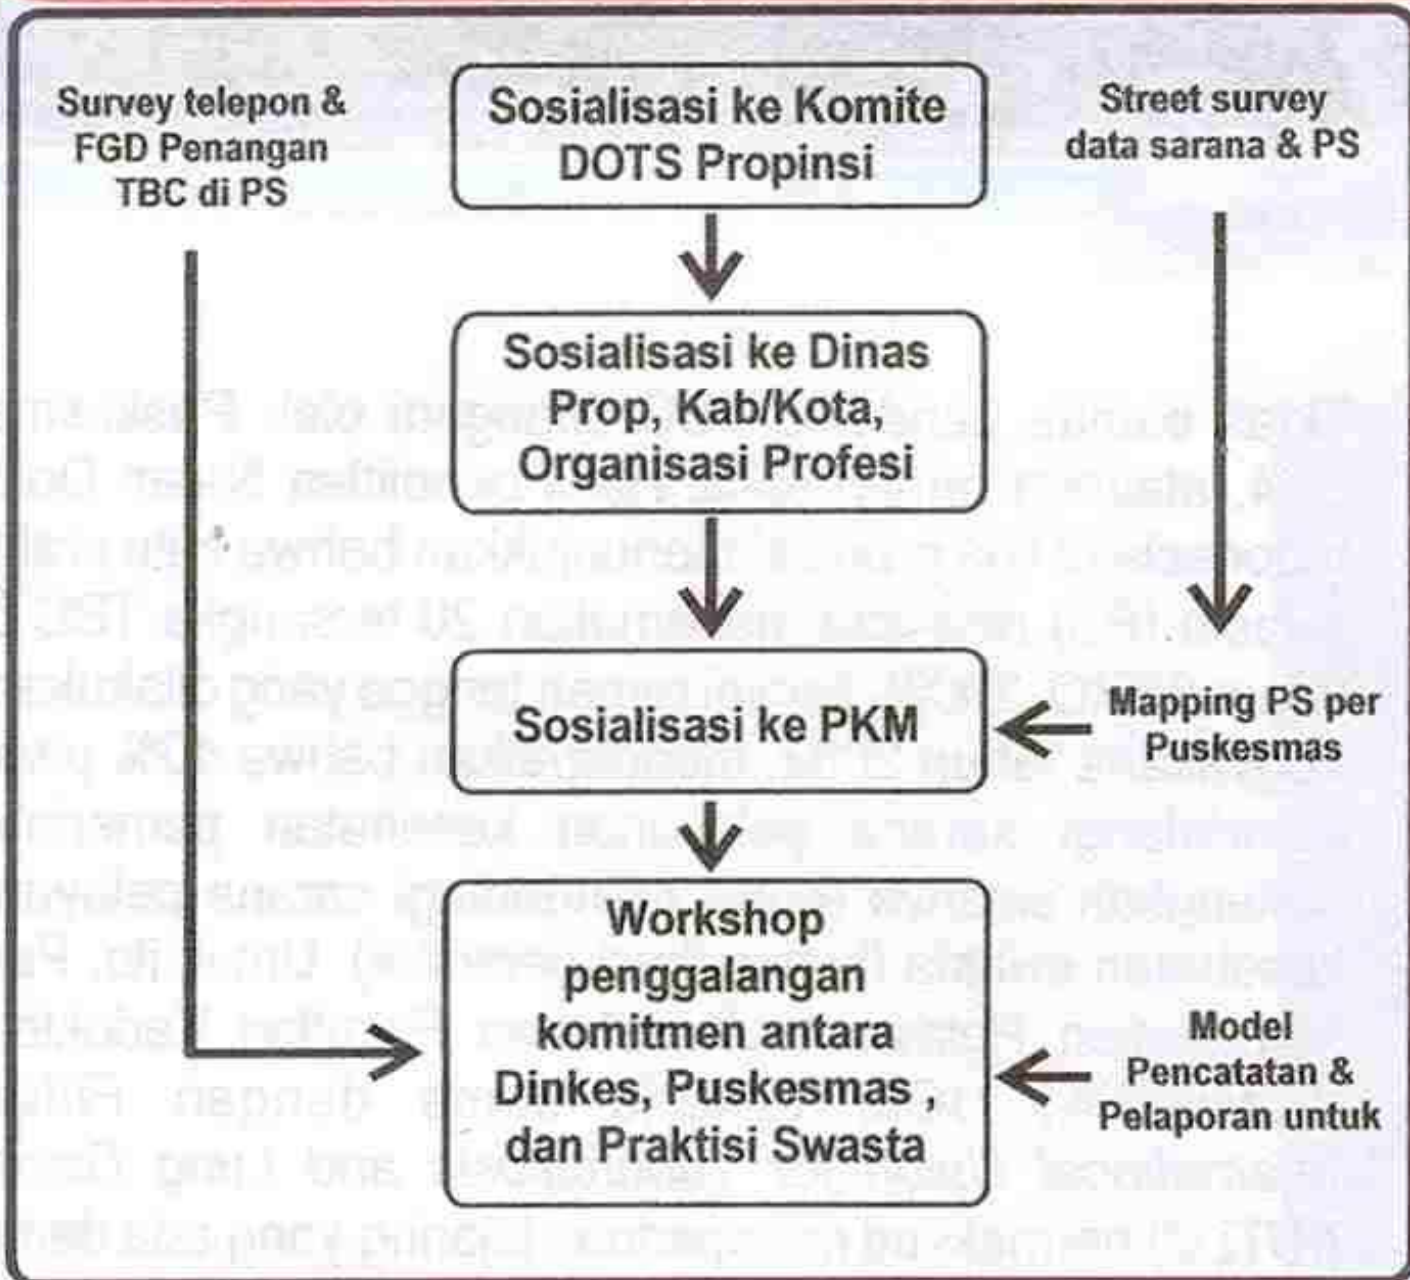 Survey telepon &
FGD Penangan
TBC di PS
Sosialisasi ke Komite
DOTS Propinsi
Street survey
data sarana & PS
Sosialisasi ke Dinas
Prop, Kab/Kota,
Organisasi Profesi
Sosialisasi ke PKM
Mapping PS per
Puskesmas
Workshop
penggalangan
komitmen antara
Dinkes, Puskesmas ,
dan Praktisi Swasta
Model
Pencatatan &
Pelaporan untuk